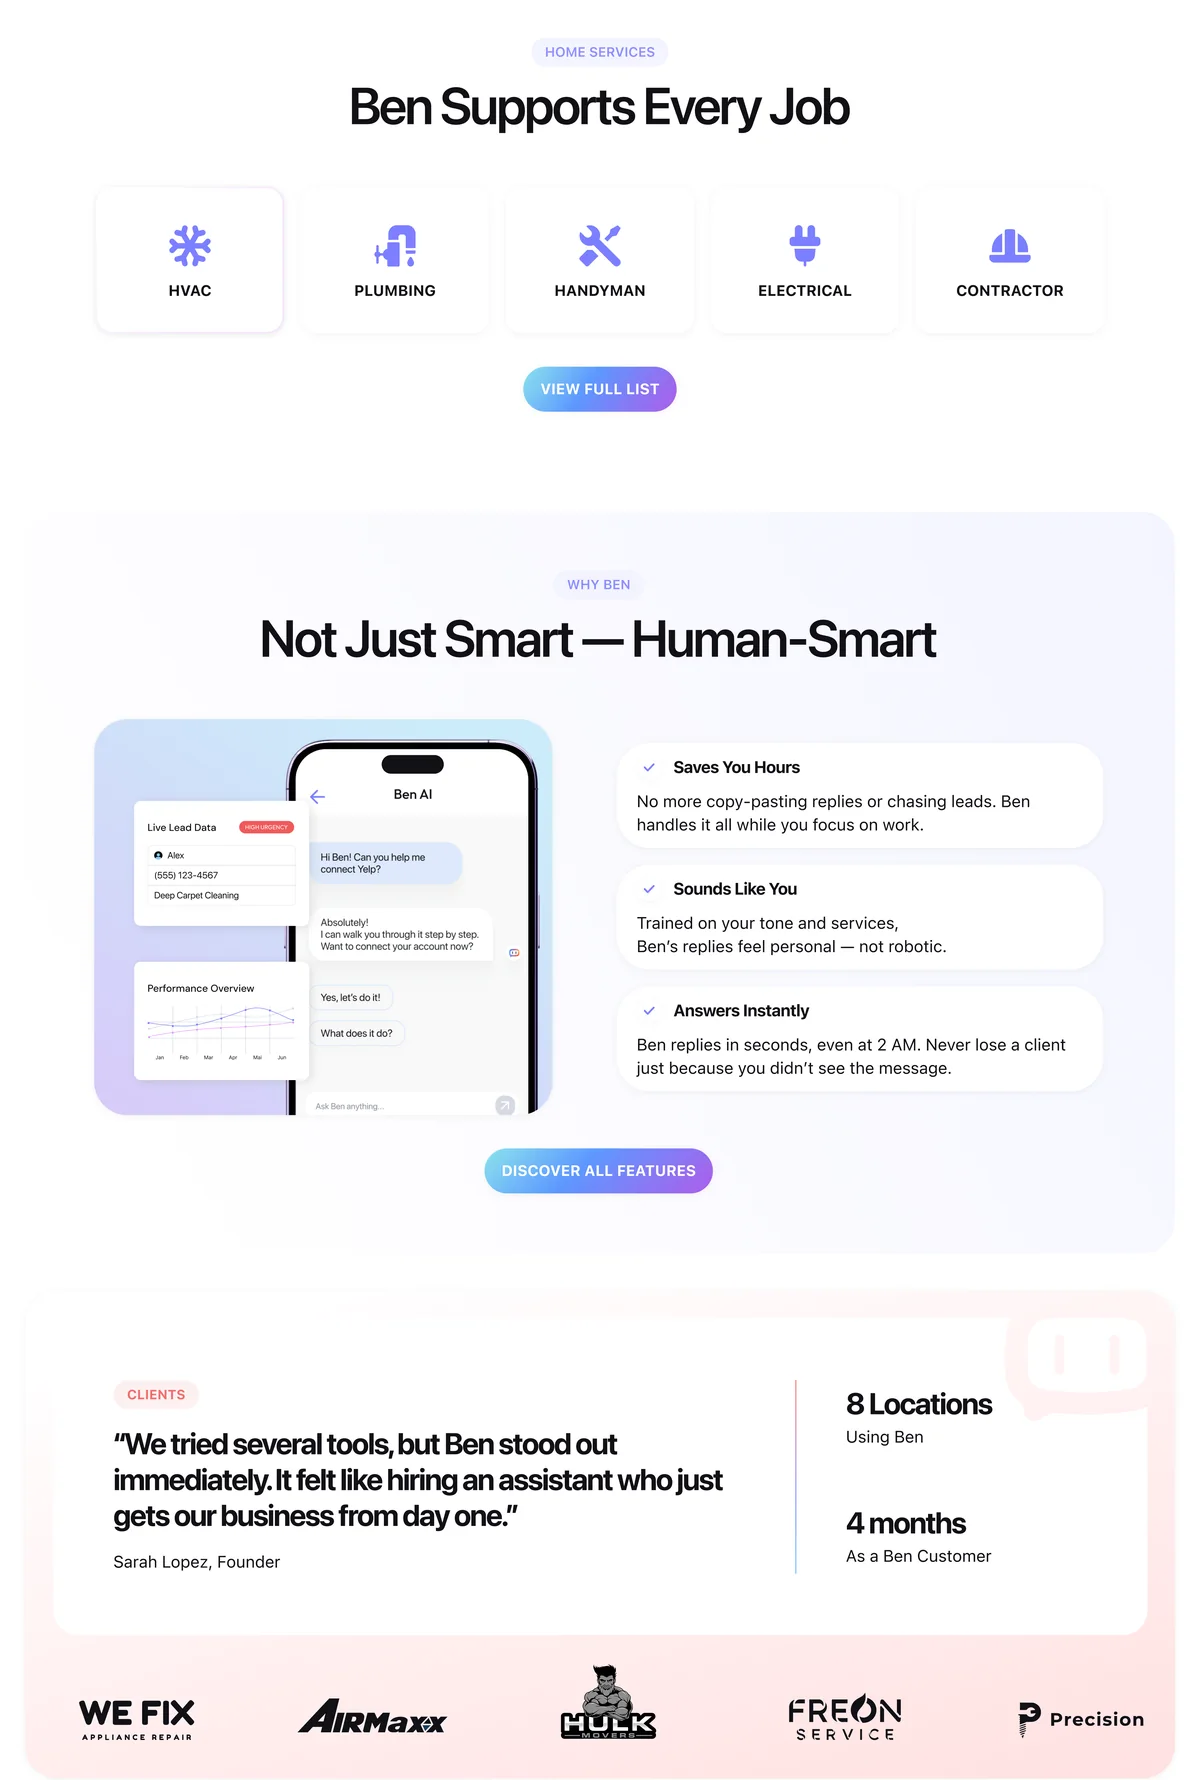 HOME SERVICES
Ben Supports Every Job
HVAC
PLUMBING
HANDYMAN
ELECTRICAL
CONTRACTOR
VIEW FULL LIST
WHY BEN
Not Just Smart — Human-Smart
Ben AI
Live Lead Data
HIGH URGENCY
Alex
(555) 123-4567
Deep Carpet Cleaning
Hi Ben! Can you help me
connect Yelp?
Absolutely!
I can walk you through it step by step.
Want to connect your account now?
Performance Overview
Jan Feb Mar Apr Mai Jun
Yes, let's do it!
What does it do?
Ask Ben anything...
Saves You Hours
No more copy-pasting replies or chasing leads. Ben
handles it all while you focus on work.
Sounds Like You
Trained on your tone and services,
Ben’s replies feel personal — not robotic.
Answers Instantly
Ben replies in seconds, even at 2 AM. Never lose a client
just because you didn’t see the message.
DISCOVER ALL FEATURES
CLIENTS
“We tried several tools, but Ben stood out
immediately. It felt like hiring an assistant who just
gets our business from day one.”
Sarah Lopez, Founder
8 Locations
Using Ben
4 months
As a Ben Customer
WE FIX
APPLIANCE REPAIR
AIRMaxx
HULK
MOVERS
FREON
SERVICE
Precision